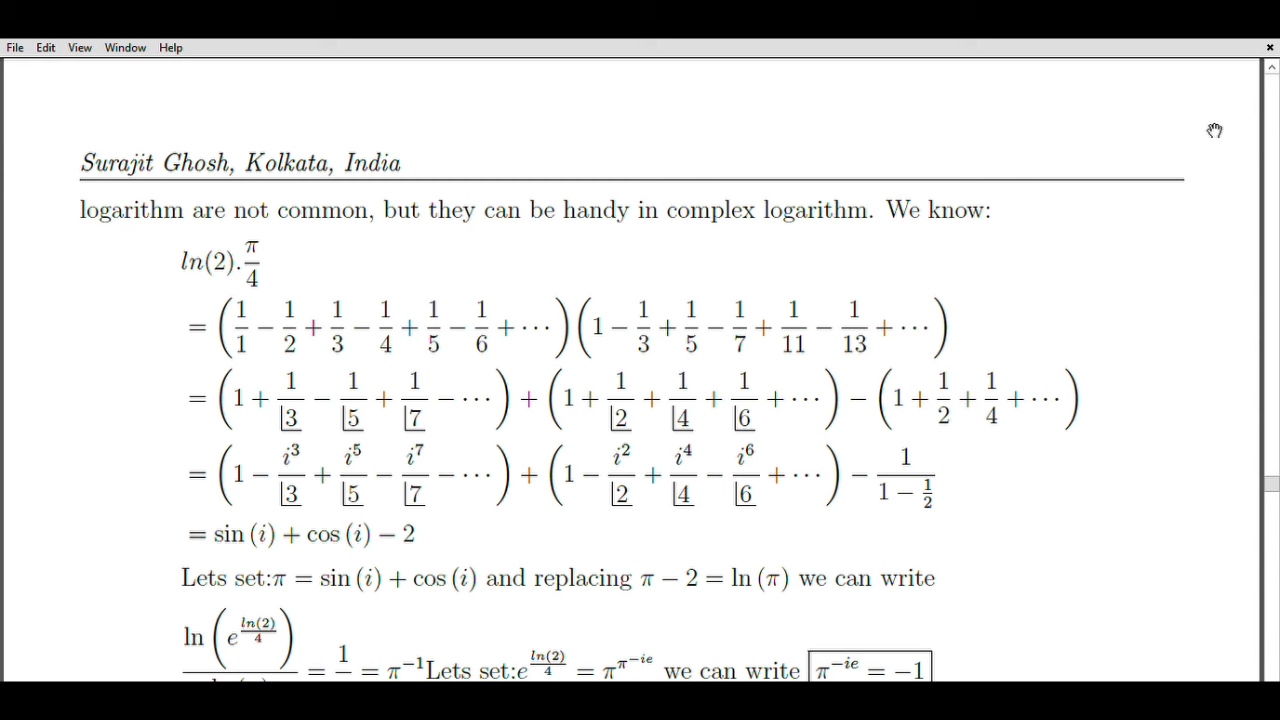 File Edit View Window Help ×
Surajit Ghosh, Kolkata, India
logarithm are not common, but they can be handy in complex logarithm. We know:
ln(2).π/4
= (1/1 − 1/2 + 1/3 − 1/4 + 1/5 − 1/6 + ⋯)(1 − 1/3 + 1/5 − 1/7 + 1/11 − 1/13 + ⋯)
= (1 + 1/⌊3 − 1/⌊5 + 1/⌊7 − ⋯) + (1 + 1/⌊2 + 1/⌊4 + 1/⌊6 + ⋯) − (1 + 1/2 + 1/4 + ⋯)
= (1 − i³/⌊3 + i⁵/⌊5 − i⁷/⌊7 − ⋯) + (1 − i²/⌊2 + i⁴/⌊4 − i⁶/⌊6 + ⋯) − 1/(1 − 1/2)
= sin (i) + cos (i) − 2
Lets set:π = sin (i) + cos (i) and replacing π − 2 = ln (π) we can write
ln (e^(ln(2)/4)) = 1 = π^−1 Lets set:e^(ln(2)/4) = π^(π^(−ie)) we can write π^(−ie) = −1